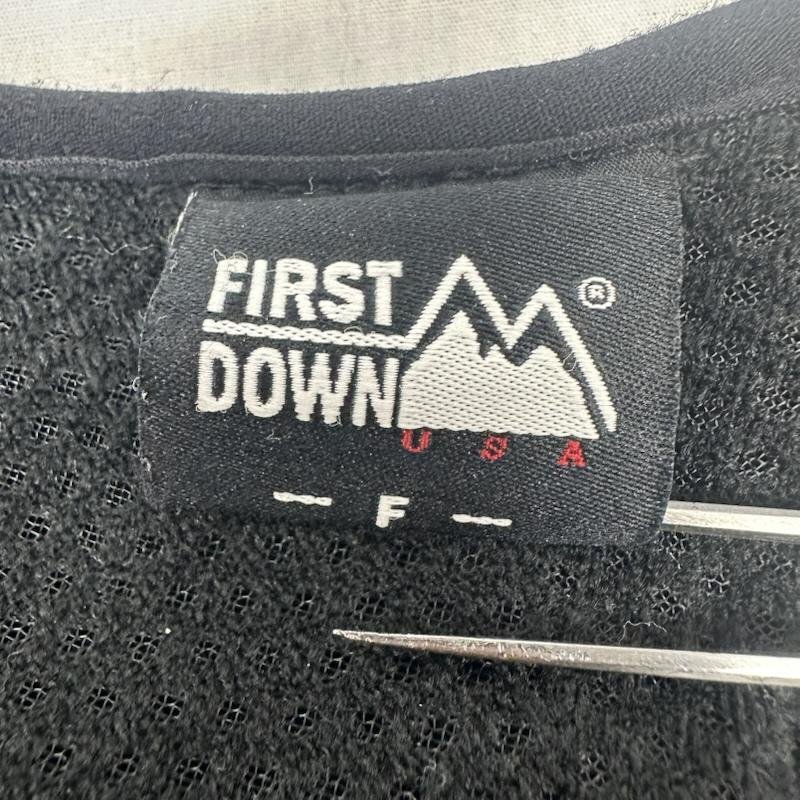 FIRST
DOWN
®
USA
— F —